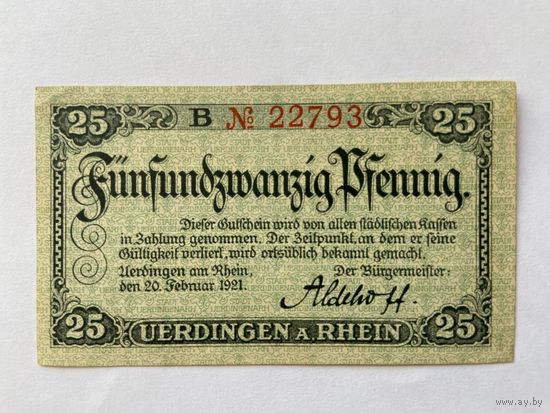 25 B № 22793 25
Fünfundzwanzig Pfennig.
Dieser Gutschein wird von allen städtischen Kassen
in Zahlung genommen. Der Zeitpunkt, an dem er seine
Gültigkeit verliert, wird ortsüblich bekannt gemacht.
Uerdingen am Rhein, Der Bürgermeister:
den 20. Februar 1921. Aldehoff.
25 UERDINGEN A RHEIN 25
www.ay.by